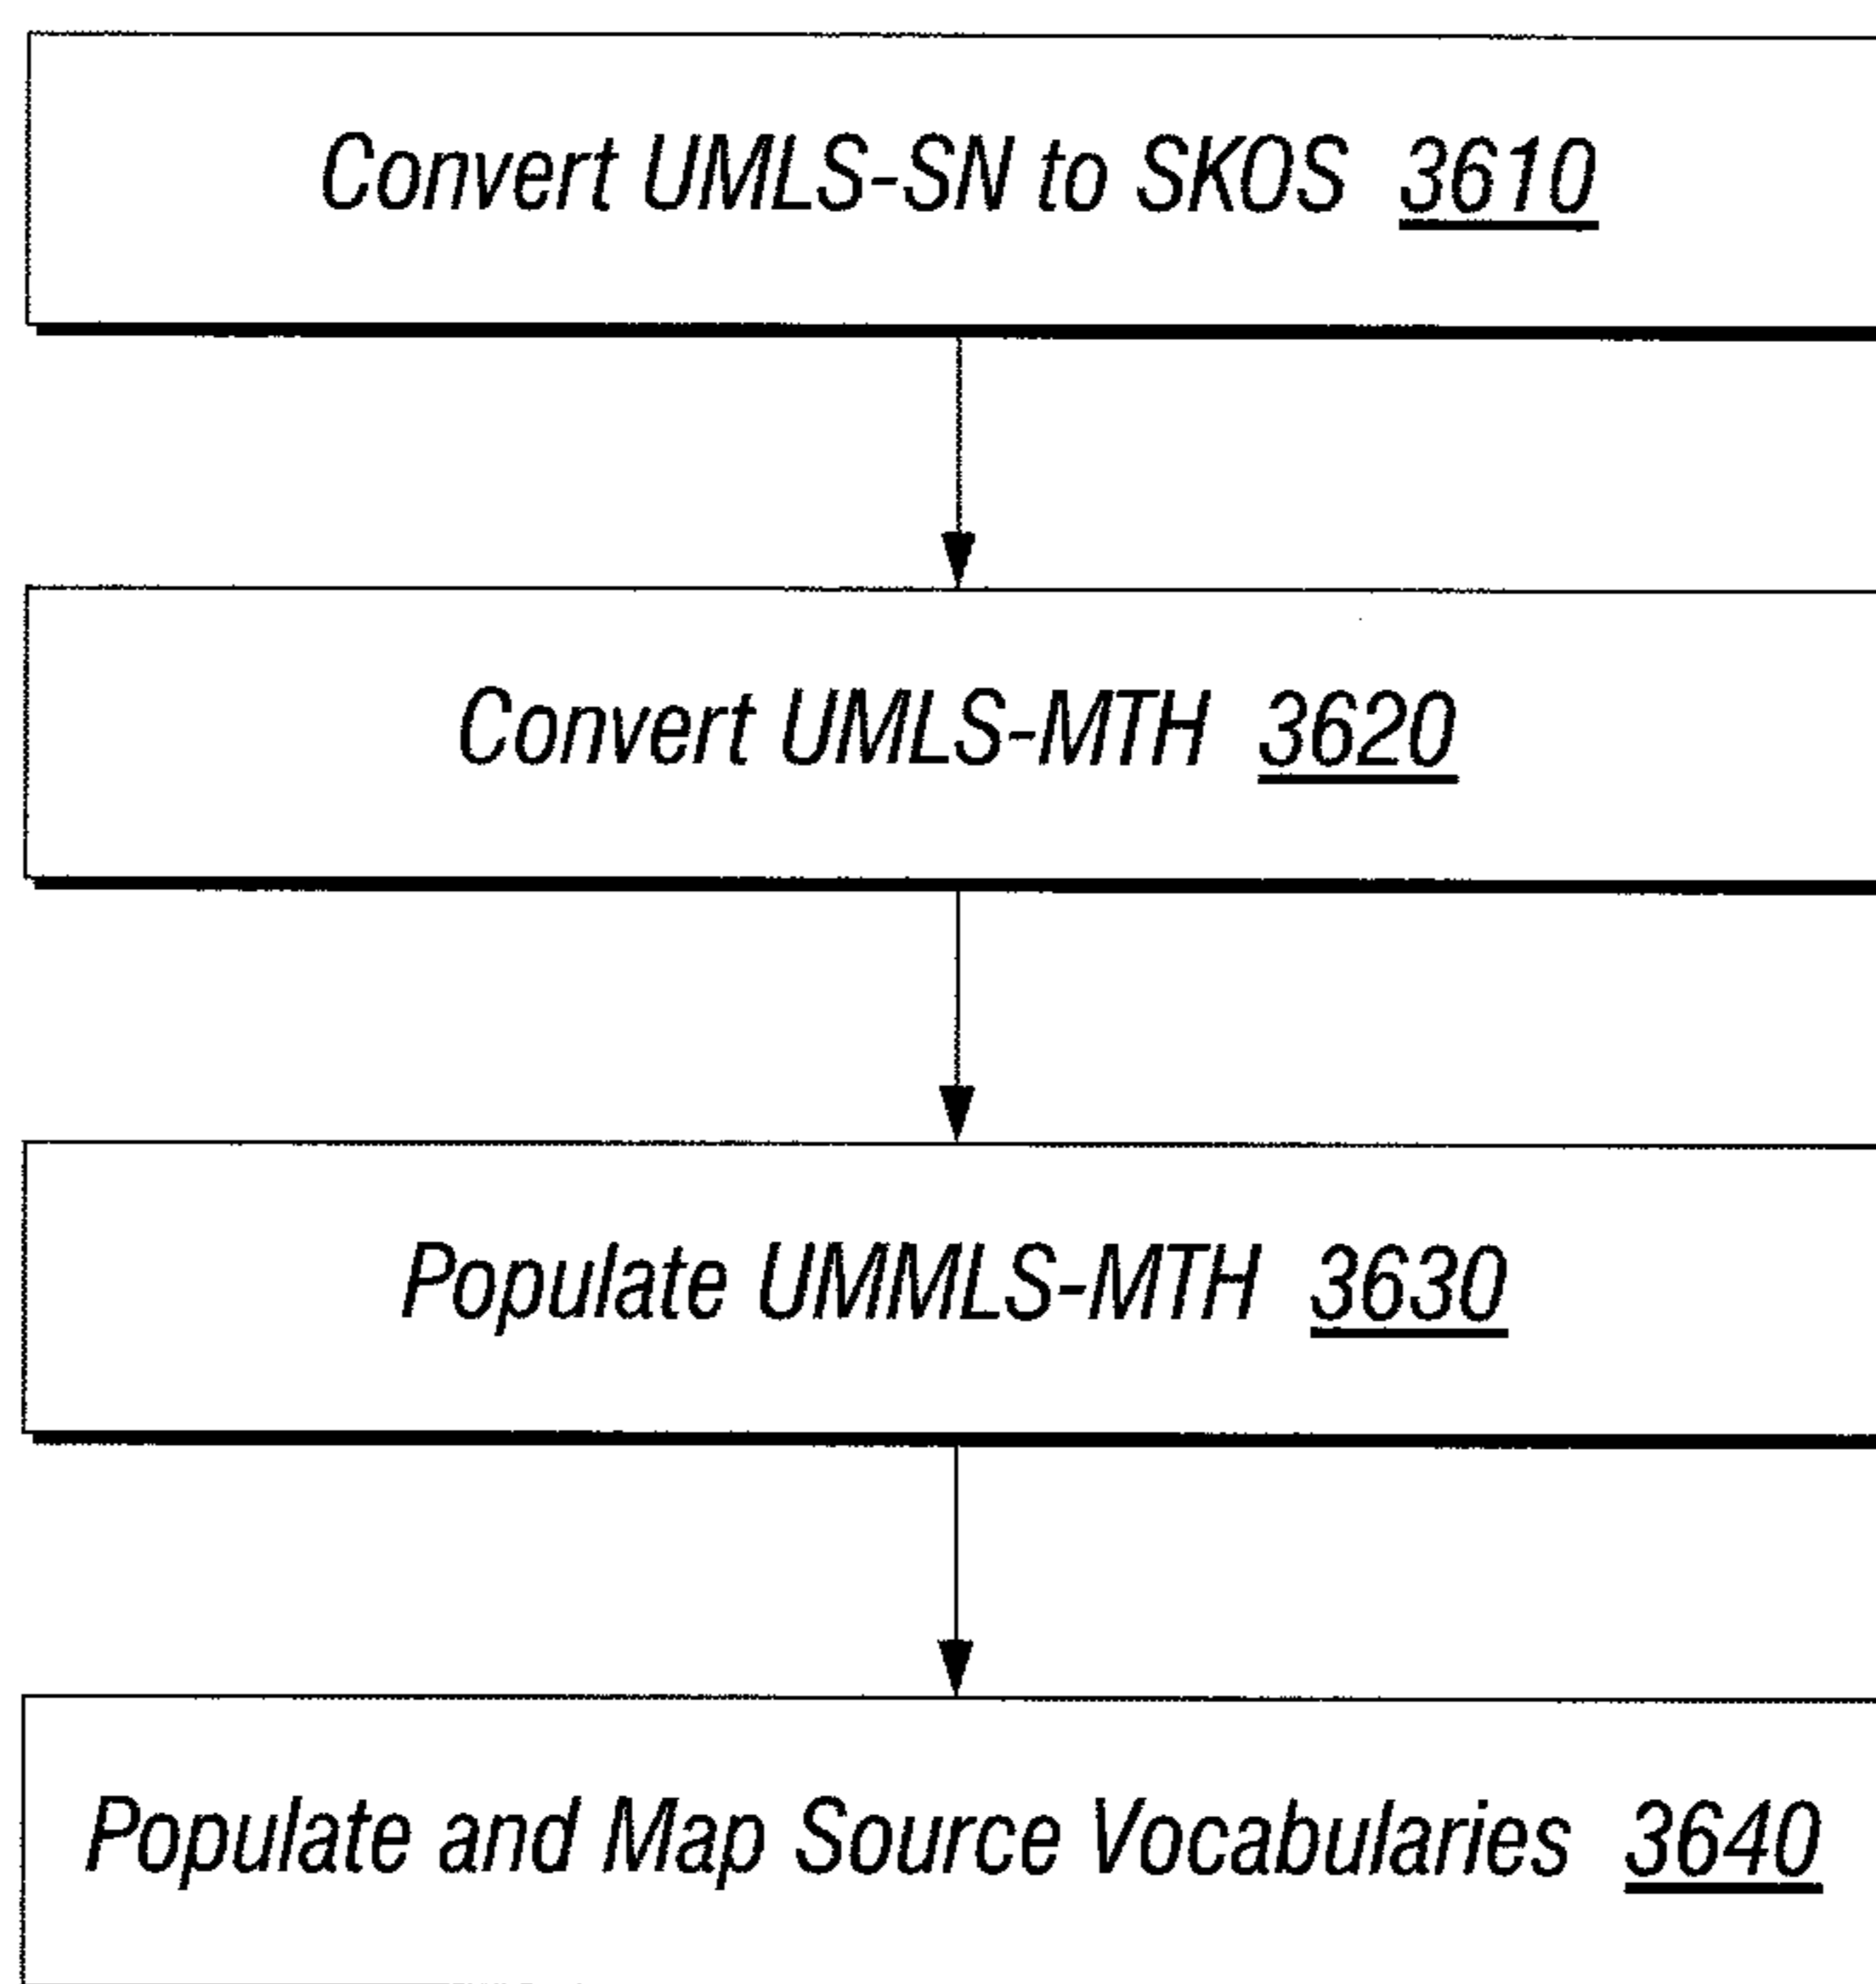 Convert UMLS-SN to SKOS 3610
Convert UMLS-MTH 3620
Populate UMMLS-MTH 3630
Populate and Map Source Vocabularies 3640